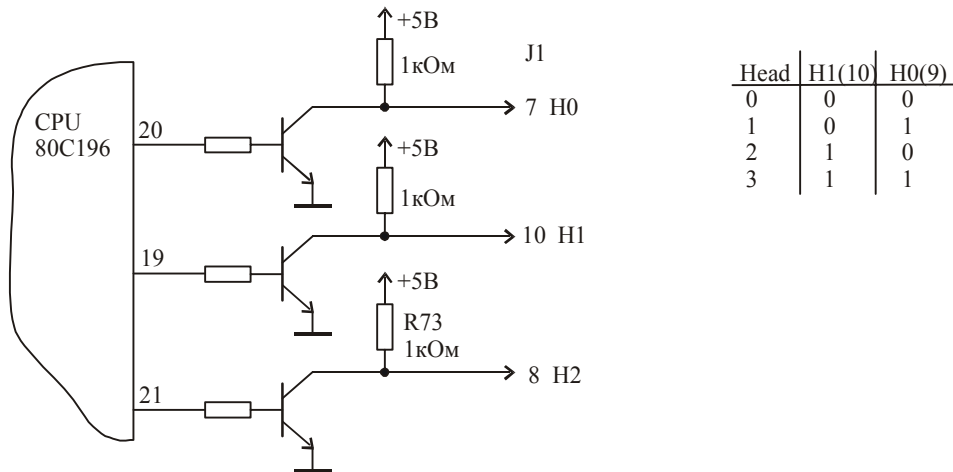 +5В
1кОм
J1
CPU
80C196
20
7 H0
+5В
1кОм
19
10 H1
+5В
R73
1кОм
21
8 H2
Head H1(10) H0(9)
0 0 0
1 0 1
2 1 0
3 1 1